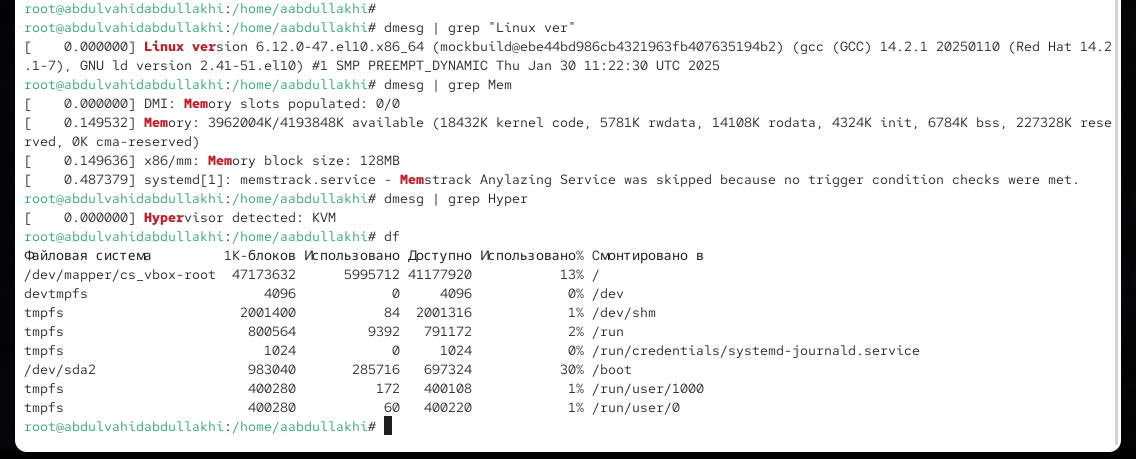 root@abdulvahidabdullakhi:/home/aabdullakhi#
root@abdulvahidabdullakhi:/home/aabdullakhi# dmesg | grep "Linux ver"
[    0.000000] Linux version 6.12.0-47.el10.x86_64 (mockbuild@ebe44bd986cb4321963fb407635194b2) (gcc (GCC) 14.2.1 20250110 (Red Hat 14.2
.1-7), GNU ld version 2.41-51.el10) #1 SMP PREEMPT_DYNAMIC Thu Jan 30 11:22:30 UTC 2025
root@abdulvahidabdullakhi:/home/aabdullakhi# dmesg | grep Mem
[    0.000000] DMI: Memory slots populated: 0/0
[    0.149532] Memory: 3962004K/4193848K available (18432K kernel code, 5781K rwdata, 14108K rodata, 4324K init, 6784K bss, 227328K rese
rved, 0K cma-reserved)
[    0.149636] x86/mm: Memory block size: 128MB
[    0.487379] systemd[1]: memstrack.service - Memstrack Anylazing Service was skipped because no trigger condition checks were met.
root@abdulvahidabdullakhi:/home/aabdullakhi# dmesg | grep Hyper
[    0.000000] Hypervisor detected: KVM
root@abdulvahidabdullakhi:/home/aabdullakhi# df
Файловая система         1K-блоков Использовано Доступно Использовано% Смонтировано в
/dev/mapper/cs_vbox-root  47173632      5995712 41177920           13% /
devtmpfs                      4096            0     4096            0% /dev
tmpfs                      2001400           84  2001316            1% /dev/shm
tmpfs                       800564         9392   791172            2% /run
tmpfs                         1024            0     1024            0% /run/credentials/systemd-journald.service
/dev/sda2                   983040       285716   697324           30% /boot
tmpfs                       400280          172   400108            1% /run/user/1000
tmpfs                       400280           60   400220            1% /run/user/0
root@abdulvahidabdullakhi:/home/aabdullakhi#